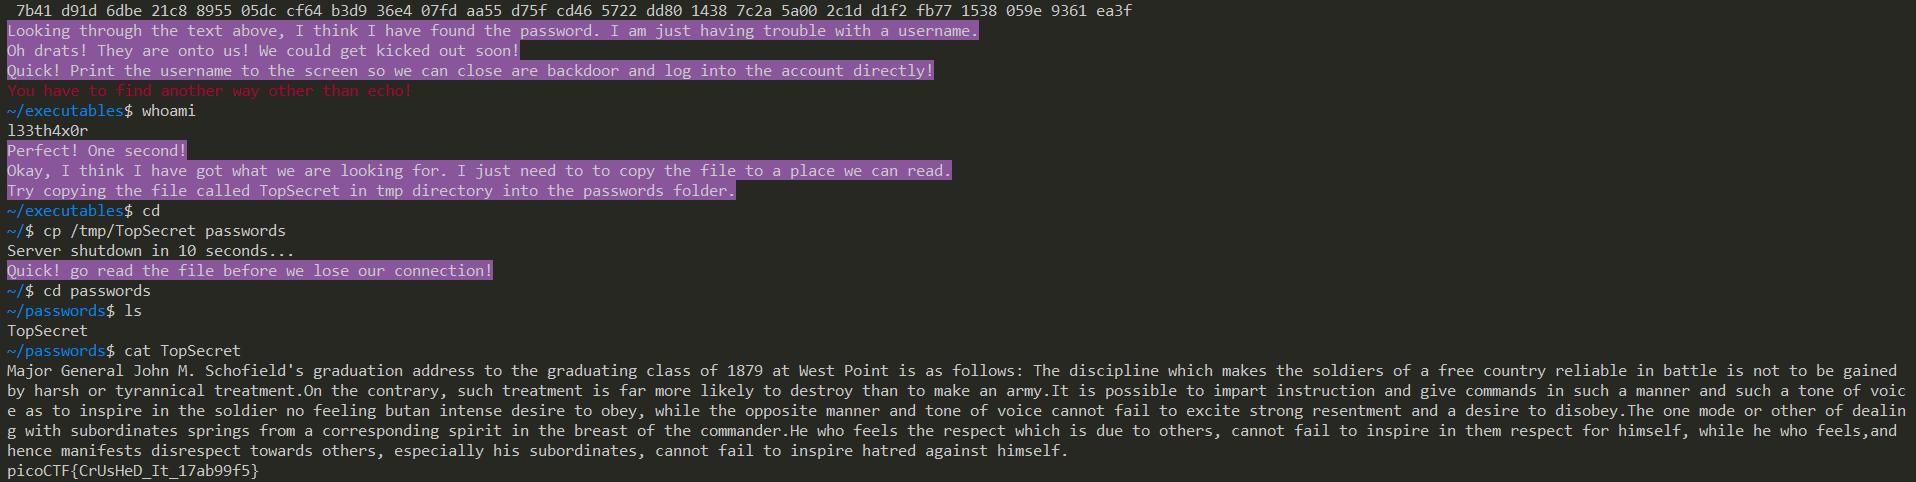 7b41 d91d 6dbe 21c8 8955 05dc cf64 b3d9 36e4 07fd aa55 d75f cd46 5722 dd80 1438 7c2a 5a00 2c1d d1f2 fb77 1538 059e 9361 ea3f
Looking through the text above, I think I have found the password. I am just having trouble with a username.
Oh drats! They are onto us! We could get kicked out soon!
Quick! Print the username to the screen so we can close are backdoor and log into the account directly!
You have to find another way other than echo!
~/executables$ whoami
l33th4x0r
Perfect! One second!
Okay, I think I have got what we are looking for. I just need to to copy the file to a place we can read.
Try copying the file called TopSecret in tmp directory into the passwords folder.
~/executables$ cd
~/$ cp /tmp/TopSecret passwords
Server shutdown in 10 seconds...
Quick! go read the file before we lose our connection!
~/$ cd passwords
~/passwords$ ls
TopSecret
~/passwords$ cat TopSecret
Major General John M. Schofield's graduation address to the graduating class of 1879 at West Point is as follows: The discipline which makes the soldiers of a free country reliable in battle is not to be gained
by harsh or tyrannical treatment.On the contrary, such treatment is far more likely to destroy than to make an army.It is possible to impart instruction and give commands in such a manner and such a tone of voic
e as to inspire in the soldier no feeling butan intense desire to obey, while the opposite manner and tone of voice cannot fail to excite strong resentment and a desire to disobey.The one mode or other of dealin
g with subordinates springs from a corresponding spirit in the breast of the commander.He who feels the respect which is due to others, cannot fail to inspire in them respect for himself, while he who feels,and
hence manifests disrespect towards others, especially his subordinates, cannot fail to inspire hatred against himself.
picoCTF{CrUsHeD_It_17ab99f5}